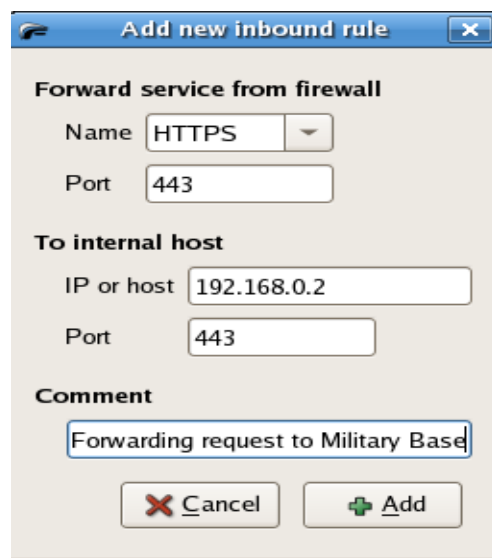 Add new inbound rule
Forward service from firewall
Name HTTPS
Port 443
To internal host
IP or host 192.168.0.2
Port 443
Comment
Forwarding request to Military Base
Cancel Add